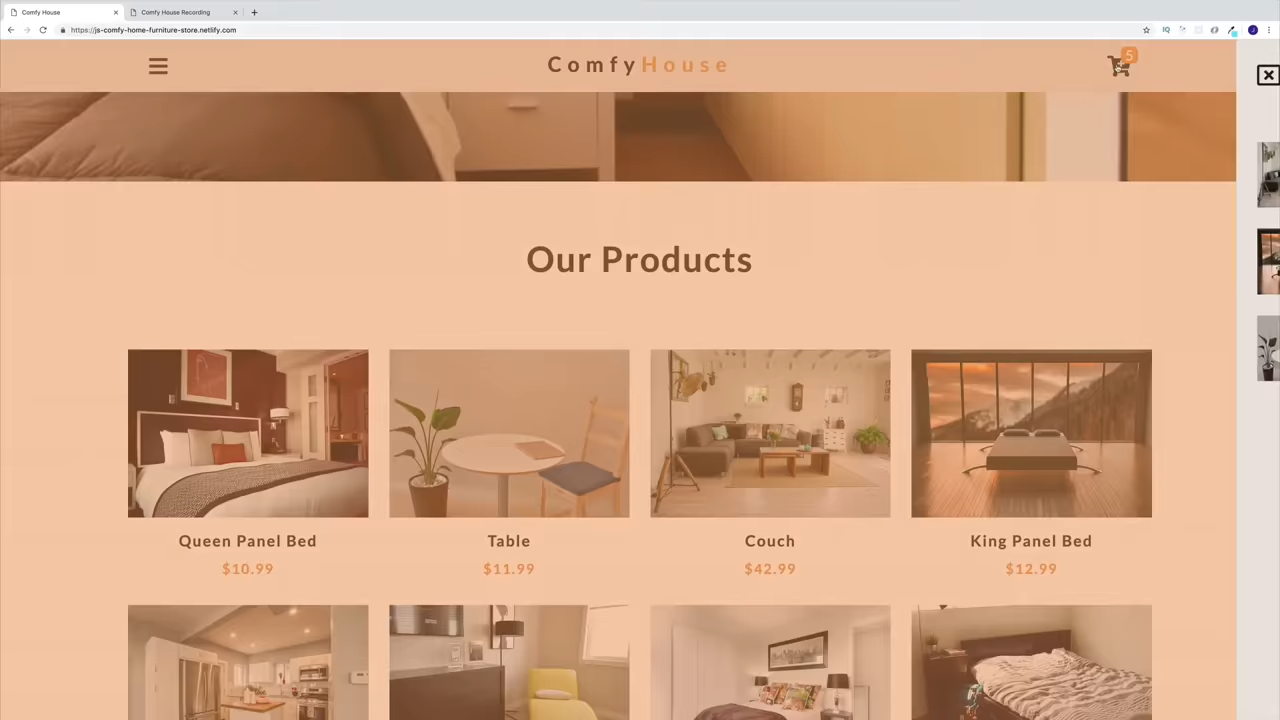 Comfy House
Comfy House Recording
https://js-comfy-home-furniture-store.netlify.com
IQ
J
ComfyHouse
5
Our Products
Queen Panel Bed
$10.99
Table
$11.99
Couch
$42.99
King Panel Bed
$12.99